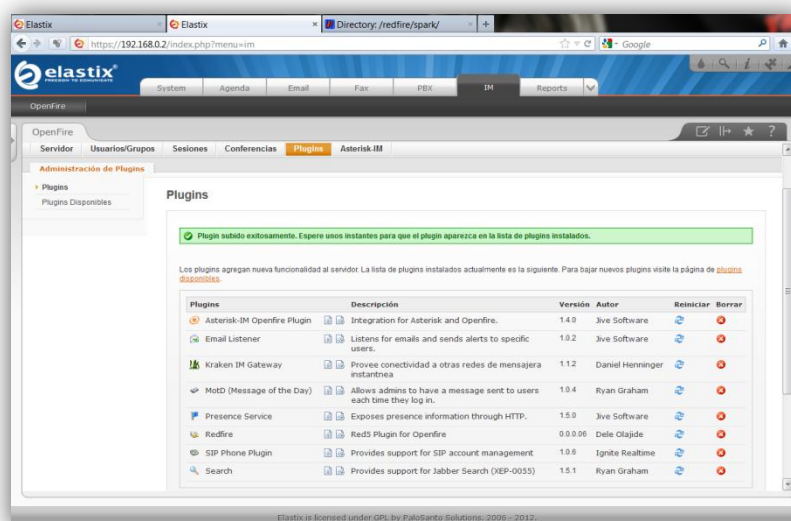 Elastix
Elastix
Directory: /redfire/spark/
https://192.168.0.2/index.php?menu=im
Google
elastix
System Agenda Email Fax PBX IM Reports
OpenFire
OpenFire
Servidor Usuarios/Grupos Sesiones Conferencias Plugins Asterisk-IM
Administración de Plugins
Plugins
Plugins Disponibles
Plugins
Plugin subido exitosamente. Espere unos instantes para que el plugin aparezca en la lista de plugins instalados.
Los plugins agregan nueva funcionalidad al servidor. La lista de plugins instalados actualmente es la siguiente. Para bajar nuevos plugins visite la página de plugins
disponibles.
Plugins Descripción Versión Autor Reiniciar Borrar
Asterisk-IM Openfire Plugin Integration for Asterisk and Openfire. 1.4.0 Jive Software
Email Listener Listens for emails and sends alerts to specific
users. 1.0.2 Jive Software
Kraken IM Gateway Provee conectividad a otras redes de mensajera
instantnea 1.1.2 Daniel Henninger
MotD (Message of the Day) Allows admins to have a message sent to users
each time they log in. 1.0.4 Ryan Graham
Presence Service Exposes presence information through HTTP. 1.5.0 Jive Software
Redfire Red5 Plugin for Openfire 0.0.0.06 Dele Olajide
SIP Phone Plugin Provides support for SIP account management 1.0.6 Ignite Realtime
Search Provides support for Jabber Search (XEP-0055) 1.5.1 Ryan Graham
Elastix is licensed under GPL by PaloSanto Solutions. 2006 - 2012.